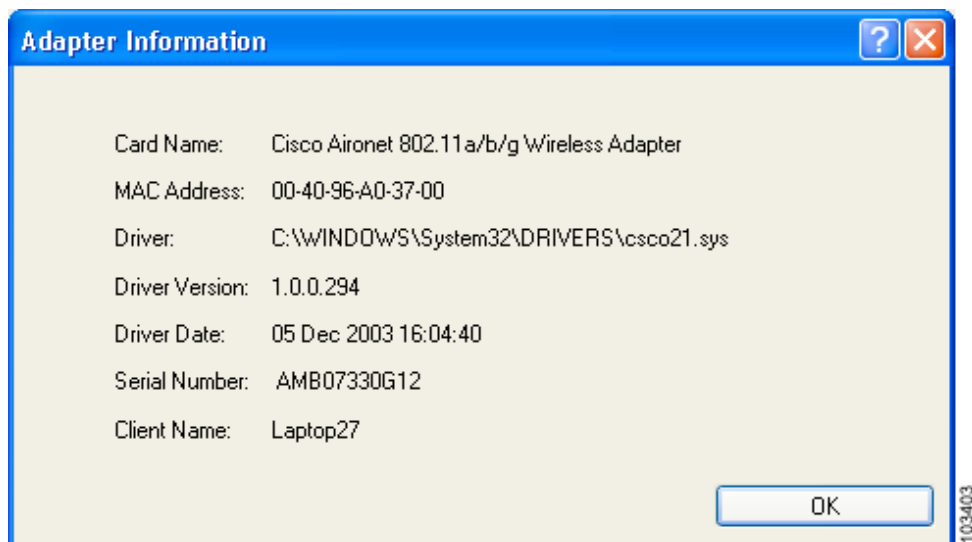 Adapter Information
Card Name: Cisco Aironet 802.11a/b/g Wireless Adapter
MAC Address: 00-40-96-A0-37-00
Driver: C:\WINDOWS\System32\DRIVERS\csco21.sys
Driver Version: 1.0.0.294
Driver Date: 05 Dec 2003 16:04:40
Serial Number: AMB07330G12
Client Name: Laptop27
OK
103403